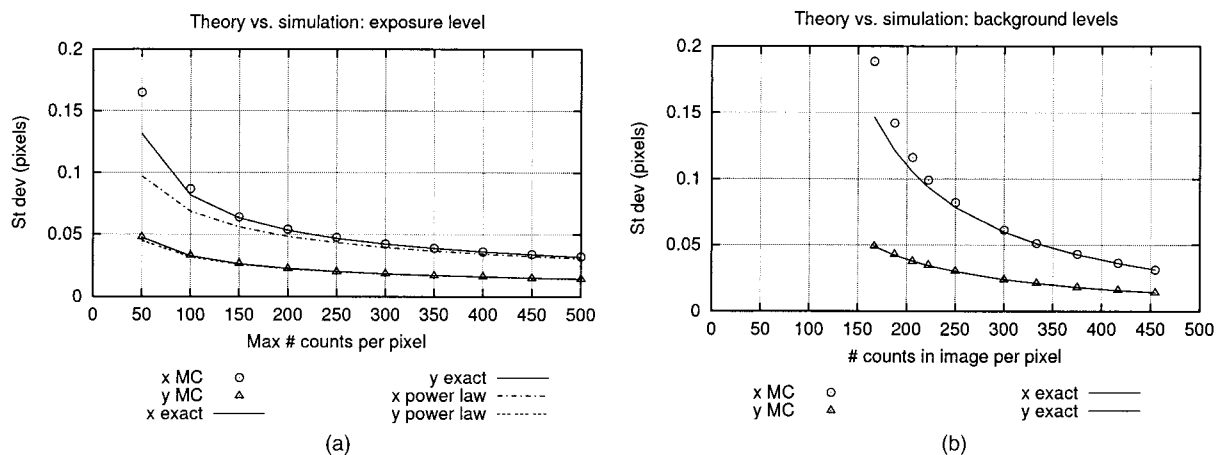 Theory vs. simulation: exposure level
0.2
0.15
0.1
0.05
0
St dev (pixels)
0 50 100 150 200 250 300 350 400 450 500
Max # counts per pixel
x MC
y MC
x exact
y exact
x power law
y power law
(a)
Theory vs. simulation: background levels
0.2
0.15
0.1
0.05
0
St dev (pixels)
0 50 100 150 200 250 300 350 400 450 500
# counts in image per pixel
x MC
y MC
x exact
y exact
(b)